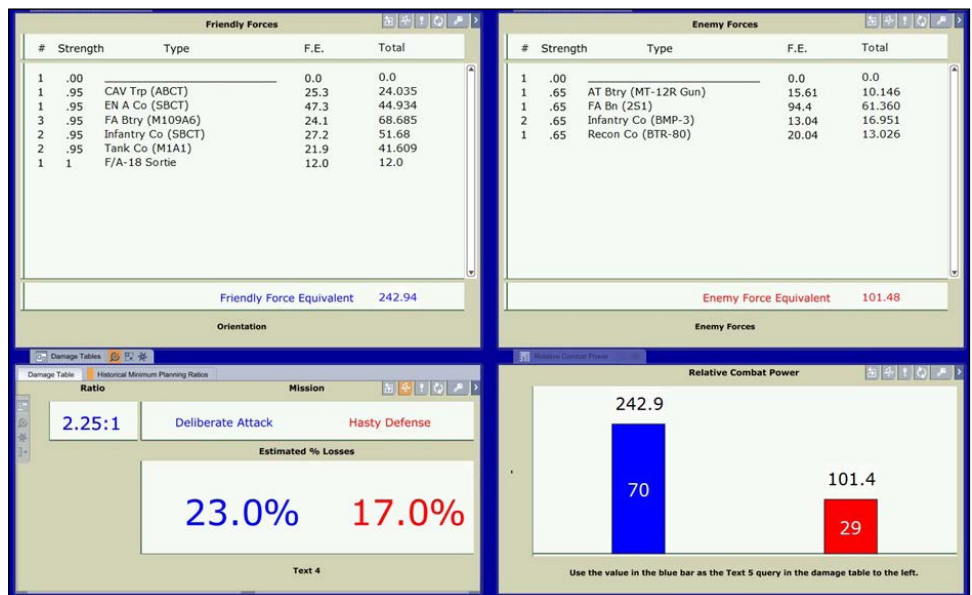 Friendly Forces
# Strength Type F.E. Total
1 .00 ____________________ 0.0 0.0
1 .95 CAV Trp (ABCT) 25.3 24.035
1 .95 EN A Co (SBCT) 47.3 44.934
3 .95 FA Btry (M109A6) 24.1 68.685
2 .95 Infantry Co (SBCT) 27.2 51.68
2 .95 Tank Co (M1A1) 21.9 41.609
1 1 F/A-18 Sortie 12.0 12.0
Friendly Force Equivalent 242.94
Orientation
Enemy Forces
# Strength Type F.E. Total
1 .00 ____________________ 0.0 0.0
1 .65 AT Btry (MT-12R Gun) 15.61 10.146
1 .65 FA Bn (2S1) 94.4 61.360
2 .65 Infantry Co (BMP-3) 13.04 16.951
1 .65 Recon Co (BTR-80) 20.04 13.026
Enemy Force Equivalent 101.48
Enemy Forces
Damage Tables
Damage Table Historical Minimum Planning Ratios
Ratio Mission
2.25:1 Deliberate Attack Hasty Defense
Estimated % Losses
23.0% 17.0%
Text 4
Relative Combat Power
Relative Combat Power
242.9
70
101.4
29
Use the value in the blue bar as the Text 5 query in the damage table to the left.